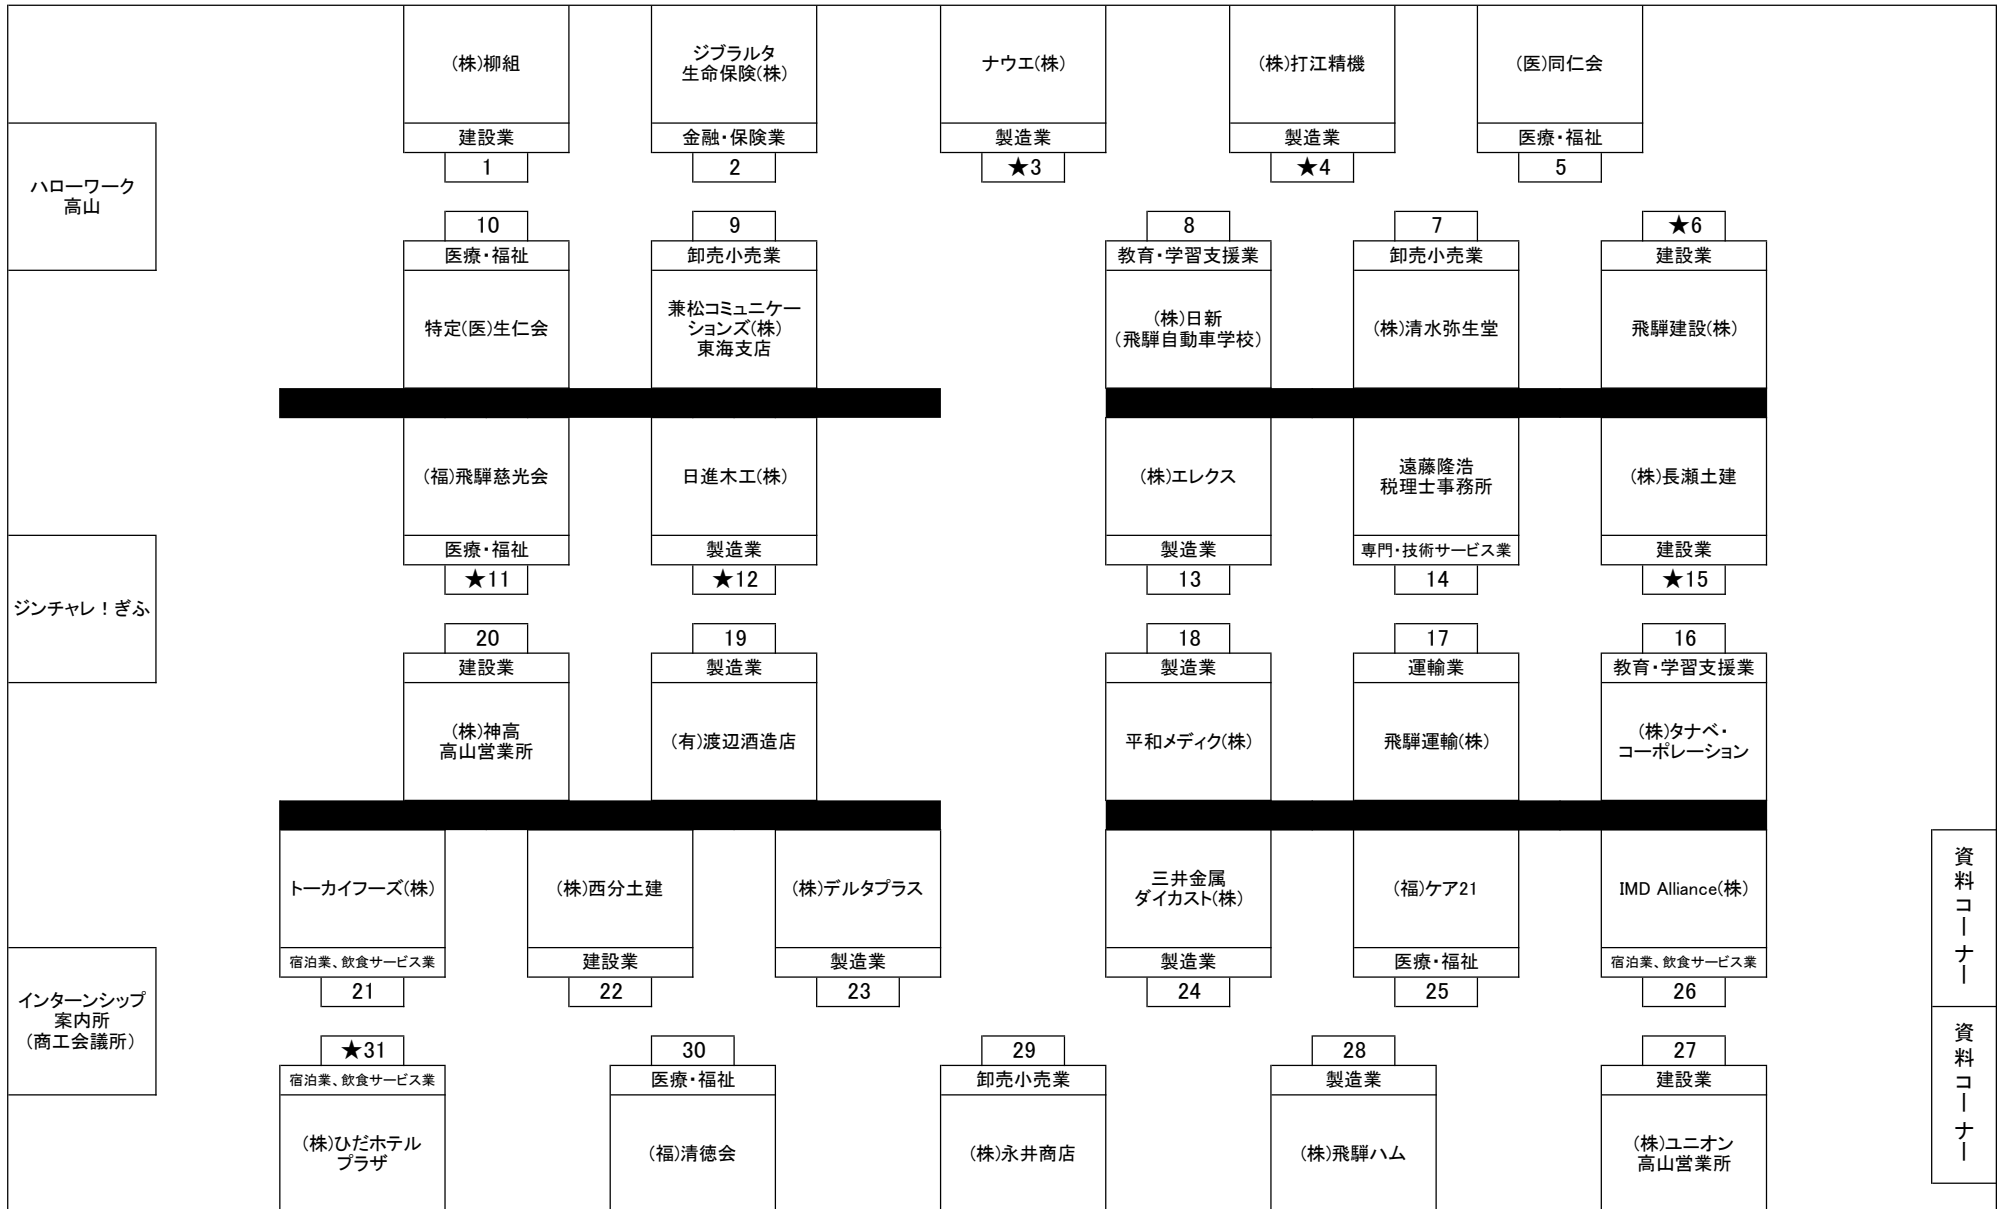 (株)柳組
ジブラルタ
生命保険(株)
ナウエ(株)
(株)打江精機
(医)同仁会
建設業
金融・保険業
製造業
製造業
医療・福祉
1
2
★3
★4
5
ハローワーク
高山
10
9
8
7
★6
医療・福祉
卸売小売業
教育・学習支援業
卸売小売業
建設業
特定(医)生仁会
兼松コミュニケー
ションズ(株)
東海支店
(株)日新
(飛騨自動車学校)
(株)清水弥生堂
飛騨建設(株)
(福)飛騨慈光会
日進木工(株)
(株)エレクス
遠藤隆浩
税理士事務所
(株)長瀬土建
医療・福祉
製造業
製造業
専門・技術サービス業
建設業
★11
★12
13
14
★15
ジンチャレ！ぎふ
20
19
18
17
16
建設業
製造業
製造業
運輸業
教育・学習支援業
(株)神高
高山営業所
(有)渡辺酒造店
平和メディク(株)
飛騨運輸(株)
(株)タナベ・
コーポレーション
トーカイフーズ(株)
(株)西分土建
(株)デルタプラス
三井金属
ダイカスト(株)
(福)ケア21
IMD Alliance(株)
資料コーナー
宿泊業、飲食サービス業
建設業
製造業
製造業
医療・福祉
宿泊業、飲食サービス業
21
22
23
24
25
26
インターンシップ
案内所
(商工会議所)
★31
30
29
28
27
宿泊業、飲食サービス業
医療・福祉
卸売小売業
製造業
建設業
(株)ひだホテル
プラザ
(福)清徳会
(株)永井商店
(株)飛騨ハム
(株)ユニオン
高山営業所
資料コーナー